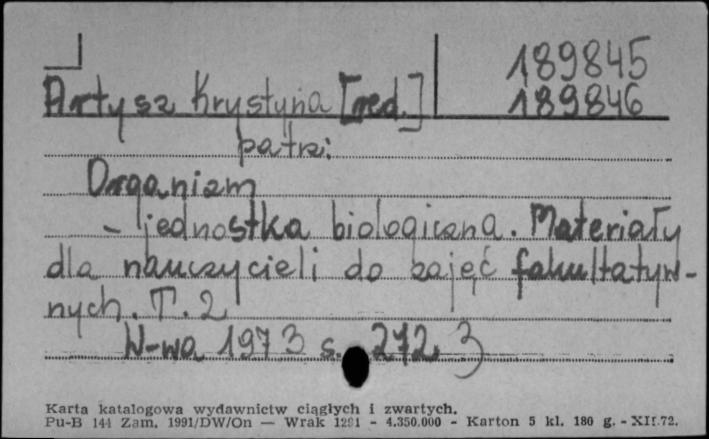 189845
Artysz Krystyna [red.] 189846
patrz:
Organizm
- jednostka biologiczna. Materiały
dla nauczycieli do zajęć fakultatyw-
nych. T. 2
W-wa 1973 s. 272, 3
Karta katalogowa wydawnictw ciągłych i zwartych.
Pu-B 144 Zam. 1991/DW/On — Wrak 1291 - 4.350.000 - Karton 5 kl. 180 g. - XII.72.